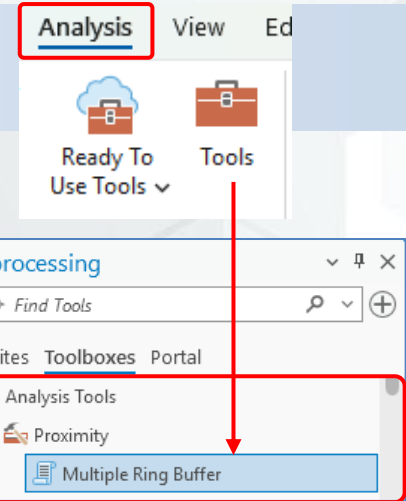 Analysis View Ed
Ready To Use Tools
Tools
processing
Find Tools
ites Toolboxes Portal
Analysis Tools
Proximity
Multiple Ring Buffer